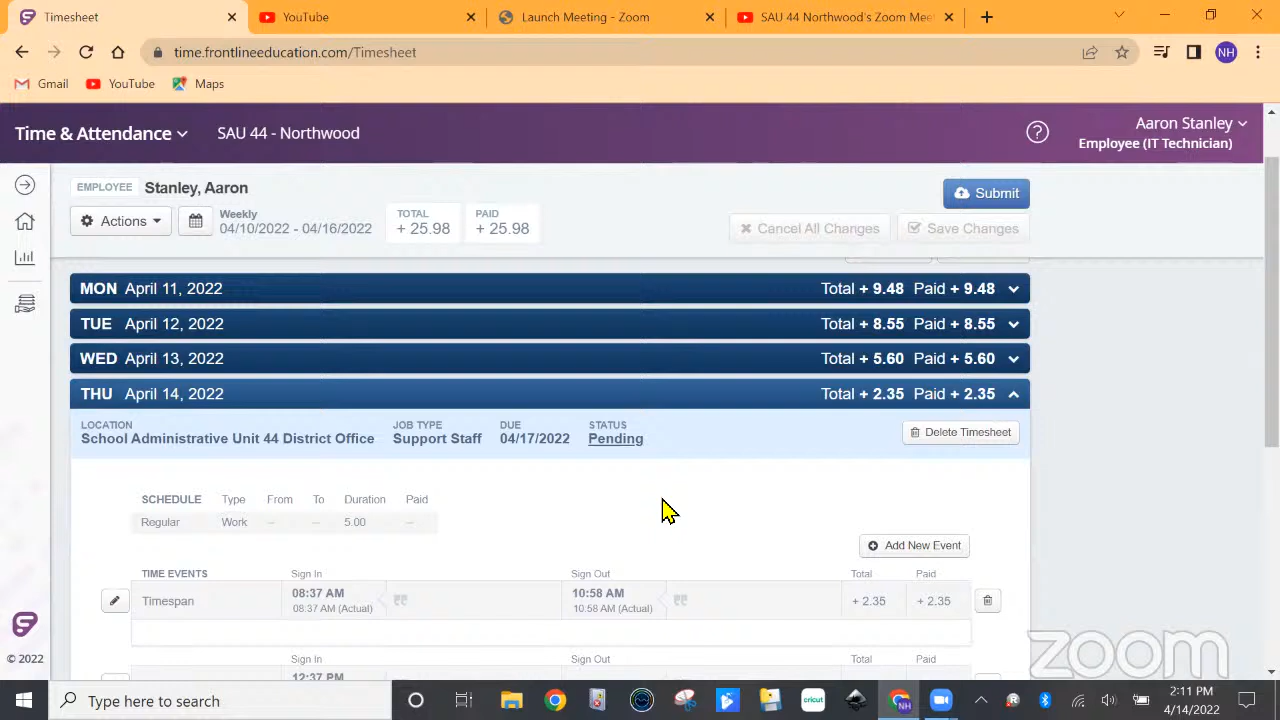 Timesheet
YouTube
Launch Meeting - Zoom
SAU 44 Northwood's Zoom Mee
time.frontlineeducation.com/Timesheet
NH
Gmail
YouTube
Maps
Time & Attendance
SAU 44 - Northwood
Aaron Stanley
Employee (IT Technician)
EMPLOYEE Stanley, Aaron
Submit
Actions
Weekly
04/10/2022 - 04/16/2022
TOTAL
+ 25.98
PAID
+ 25.98
Cancel All Changes
Save Changes
MON April 11, 2022 Total + 9.48 Paid + 9.48
TUE April 12, 2022 Total + 8.55 Paid + 8.55
WED April 13, 2022 Total + 5.60 Paid + 5.60
THU April 14, 2022 Total + 2.35 Paid + 2.35
LOCATION JOB TYPE DUE STATUS
School Administrative Unit 44 District Office Support Staff 04/17/2022 Pending
Delete Timesheet
SCHEDULE Type From To Duration Paid
Regular Work -- -- 5.00 --
Add New Event
TIME EVENTS Sign In Sign Out Total Paid
Timespan 08:37 AM 10:58 AM + 2.35 + 2.35
08:37 AM (Actual) 10:58 AM (Actual)
Sign In Sign Out Total Paid
12:37 PM
© 2022
zoom
Type here to search
cricut
NH
2:11 PM
4/14/2022